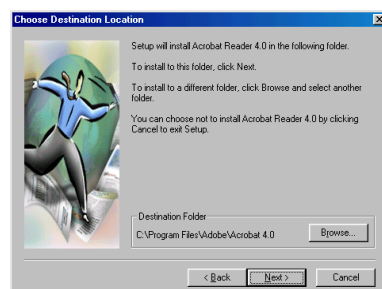 Choose Destination Location
Setup will install Acrobat Reader 4.0 in the following folder.
To install to this folder, click Next.
To install to a different folder, click Browse and select another
folder.
You can choose not to install Acrobat Reader 4.0 by clicking
Cancel to exit Setup.
Destination Folder
C:\Program Files\Adobe\Acrobat 4.0
Browse...
< Back
Next >
Cancel